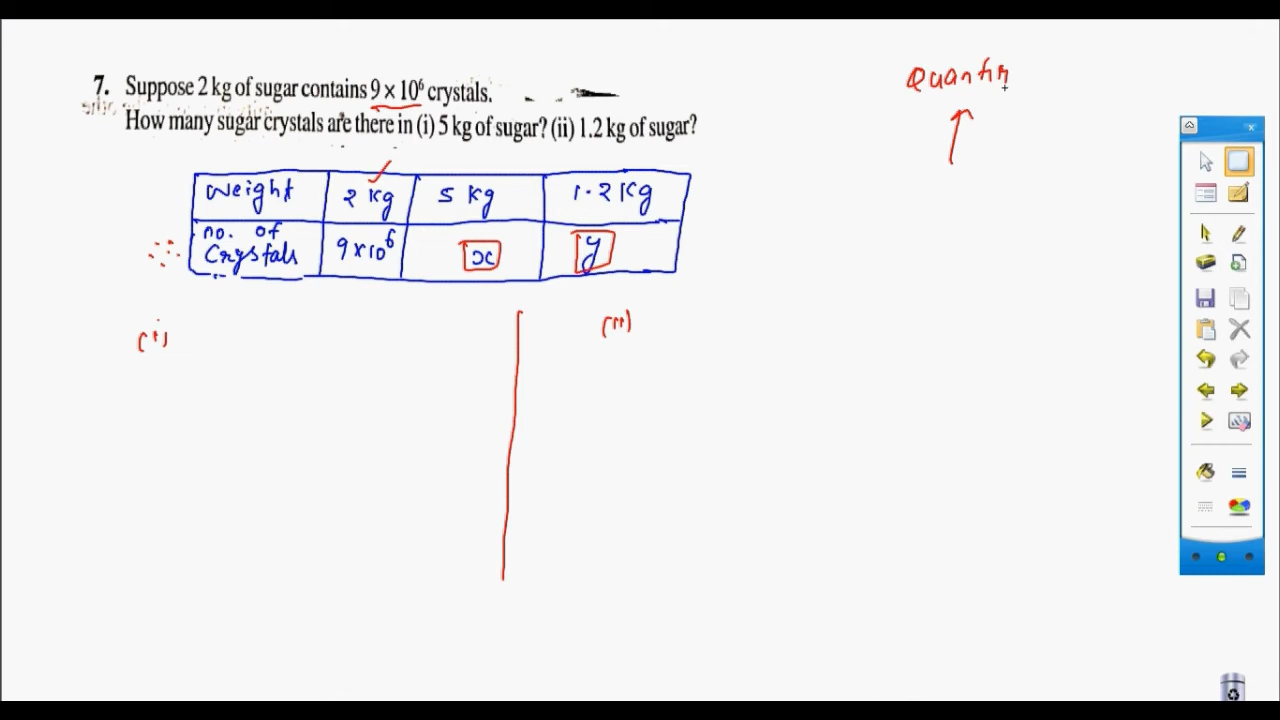 7. Suppose 2 kg of sugar contains 9 × 10⁶ crystals.
How many sugar crystals are there in (i) 5 kg of sugar? (ii) 1.2 kg of sugar?
Quantity
Weight 2 Kg 5 Kg 1.2 Kg
no. of Crystals 9×10⁶ x y
(i) (ii)